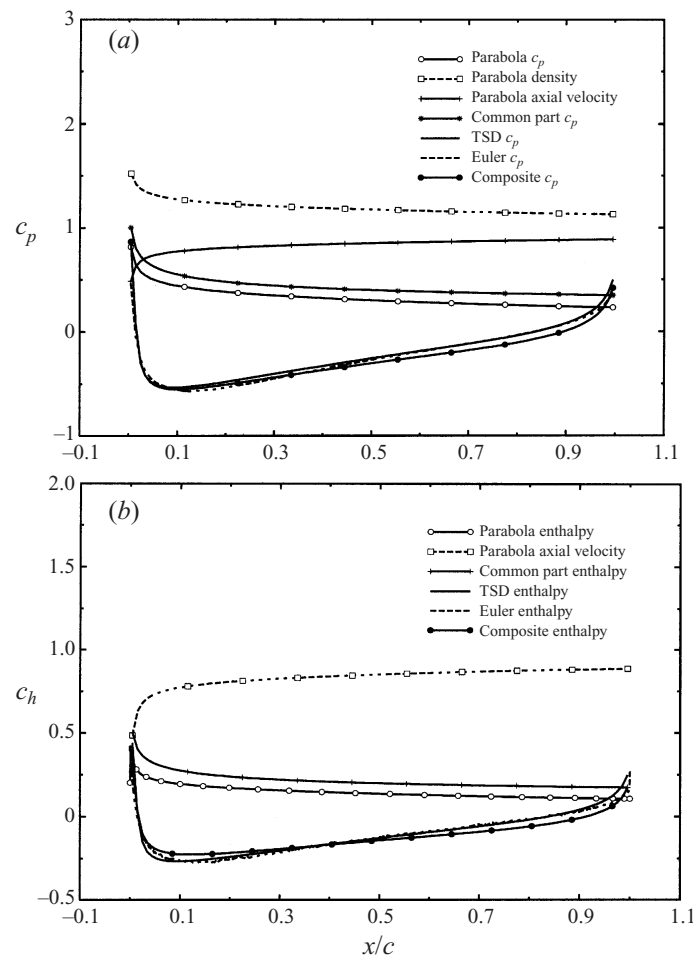 (a)
3
2
1
0
–1
c_p
Parabola c_p
Parabola density
Parabola axial velocity
Common part c_p
TSD c_p
Euler c_p
Composite c_p
–0.1 0.1 0.3 0.5 0.7 0.9 1.1
(b)
2.0
1.5
1.0
0.5
0
–0.5
c_h
Parabola enthalpy
Parabola axial velocity
Common part enthalpy
TSD enthalpy
Euler enthalpy
Composite enthalpy
–0.1 0.1 0.3 0.5 0.7 0.9 1.1
x/c